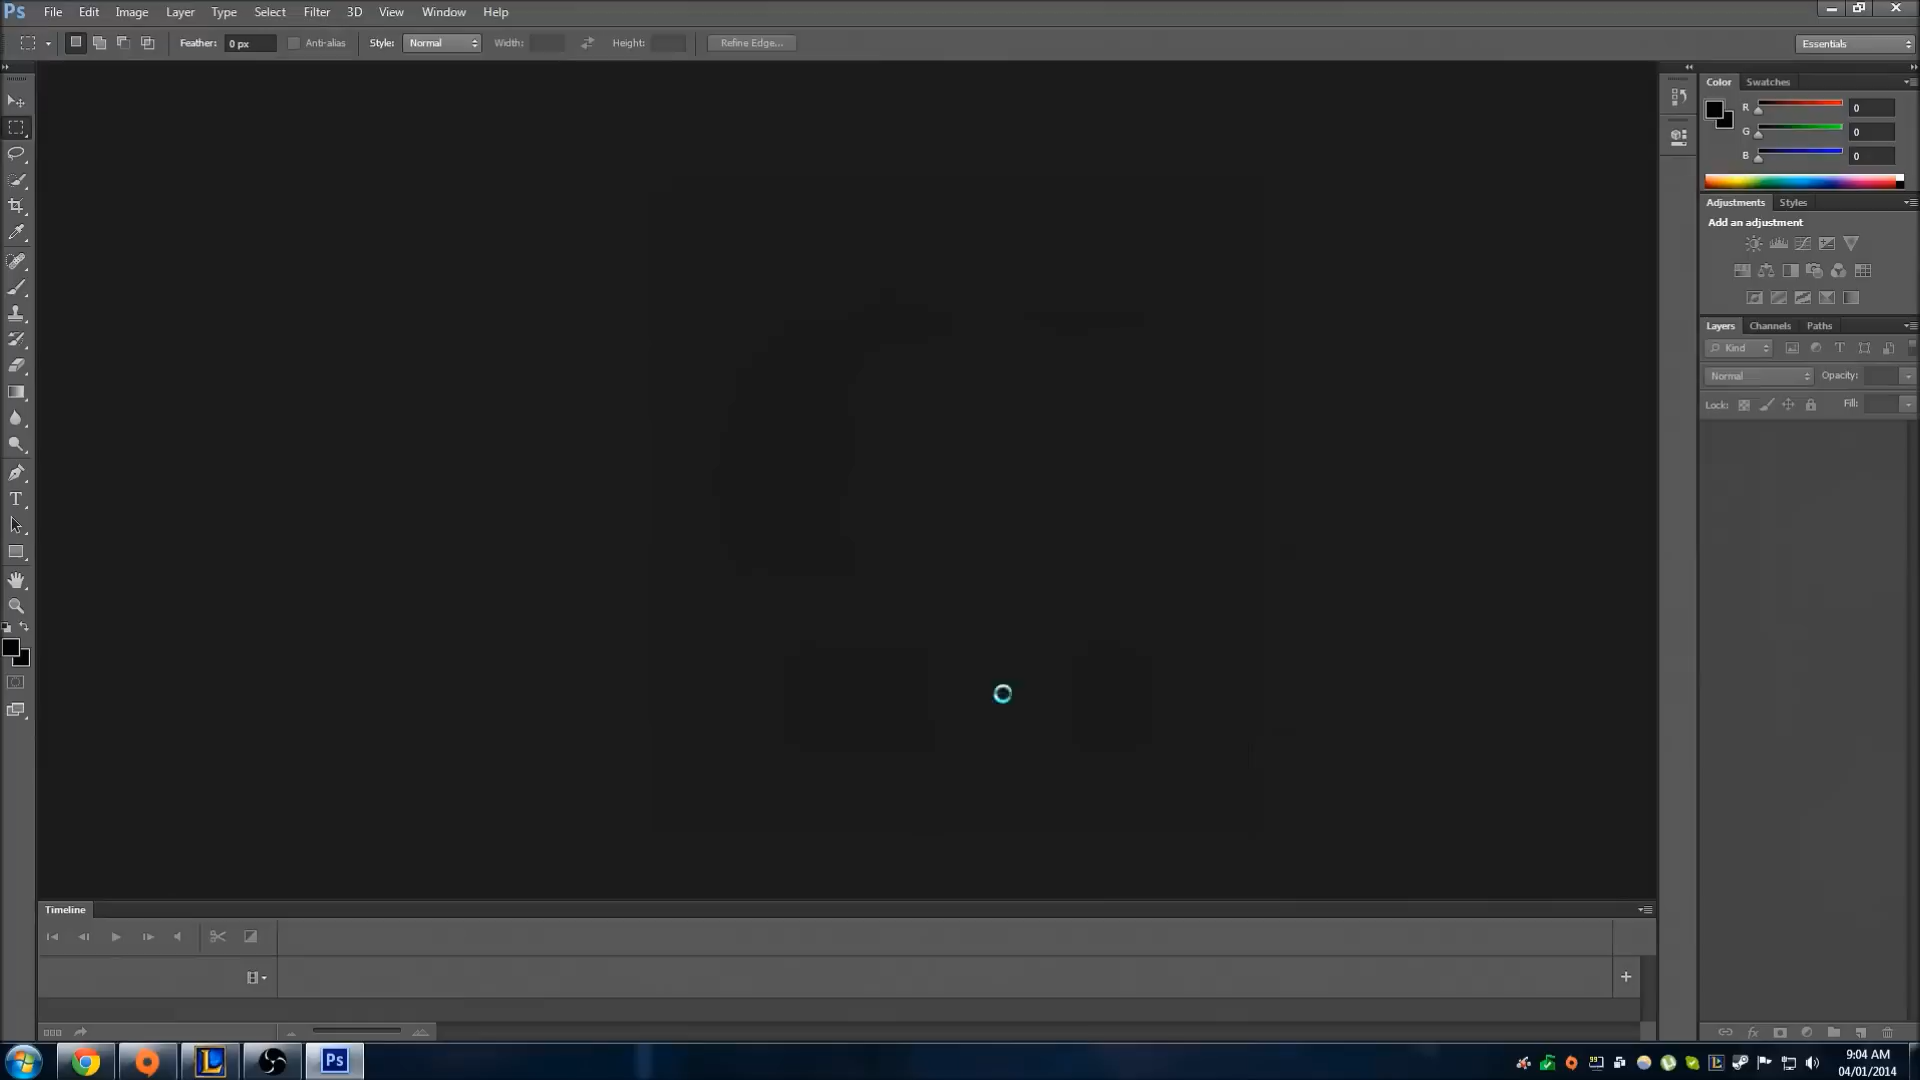 Ps File Edit Image Layer Type Select Filter 3D View Window Help
Feather: 0 px Anti-alias Style: Normal Width: Height: Refine Edge... Essentials
Color Swatches
R 0
G 0
B 0
Adjustments Styles
Add an adjustment
Layers Channels Paths
Kind T
Normal Opacity:
Lock: Fill:
T
Timeline
fx
L Ps
9:04 AM
04/01/2014